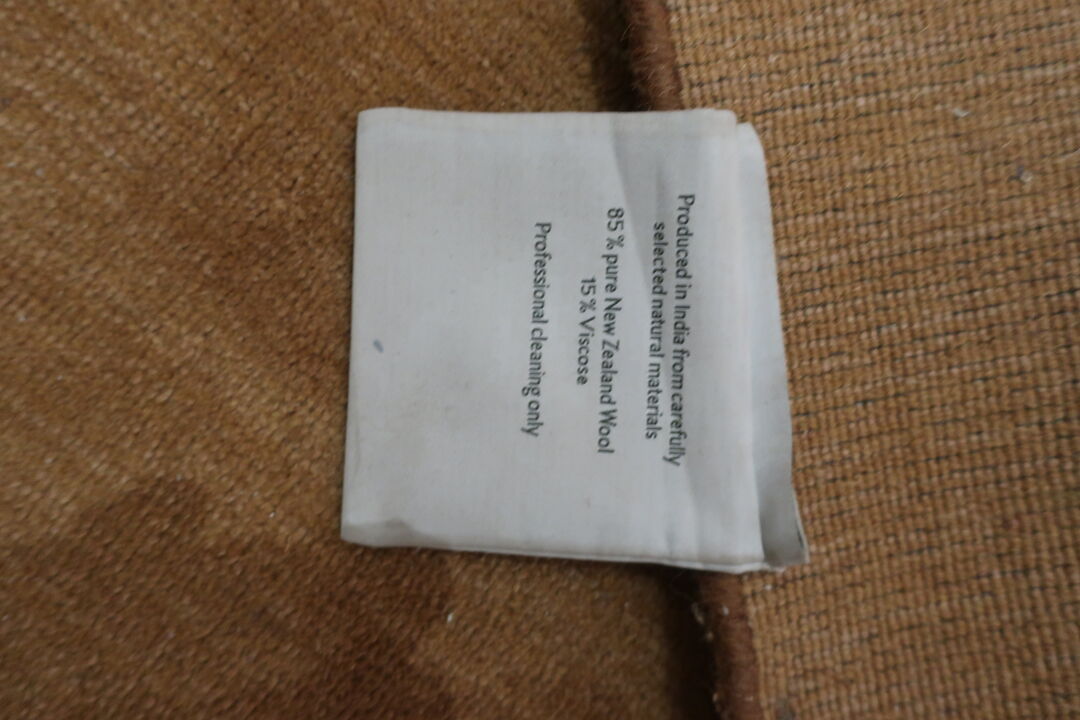 Produced in India from carefully
selected natural materials
85 % pure New Zealand Wool
15 % Viscose
Professional cleaning only